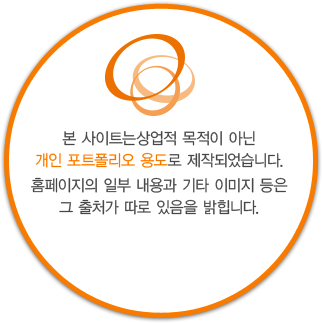 본 사이트는상업적 목적이 아닌
개인 포트폴리오 용도로 제작되었습니다.
홈페이지의 일부 내용과 기타 이미지 등은
그 출처가 따로 있음을 밝힙니다.